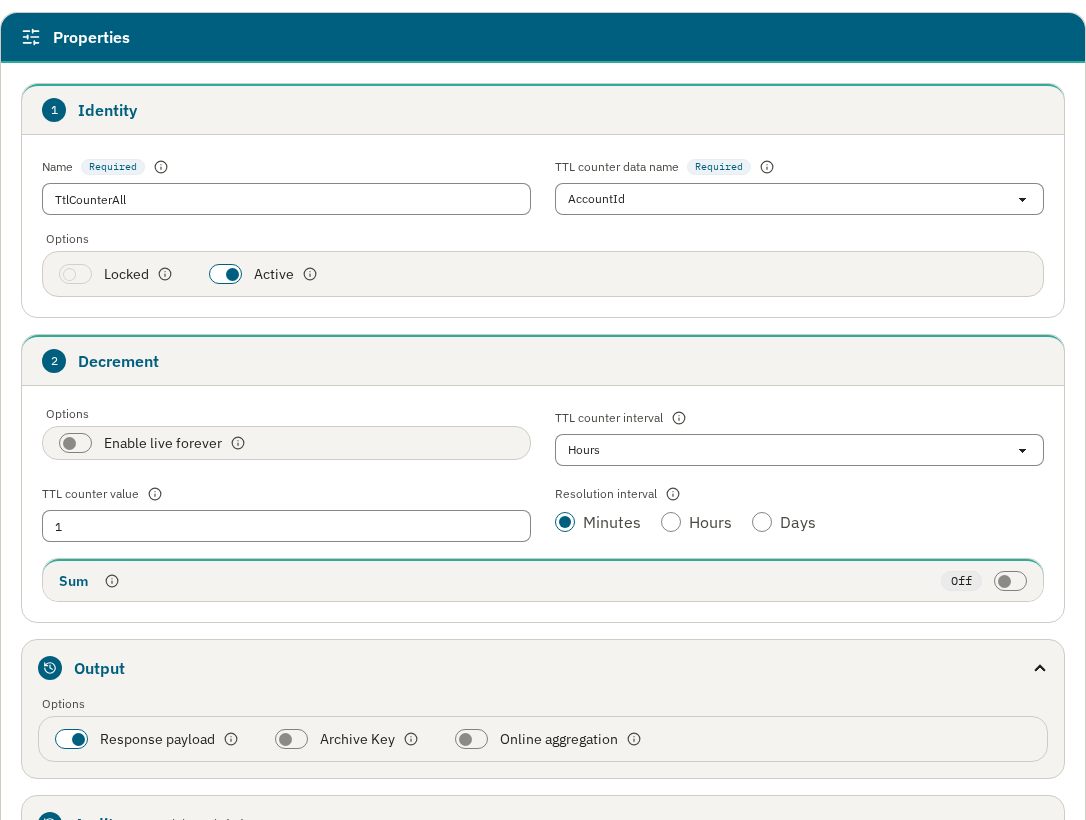 Properties
1 Identity
Name Required
TTL counter data name Required
TtlCounterAll
AccountId
Options
Locked Active
2 Decrement
Options
TTL counter interval
Enable live forever
Hours
TTL counter value
Resolution interval
1
Minutes Hours Days
Sum Off
Output
Options
Response payload Archive Key Online aggregation